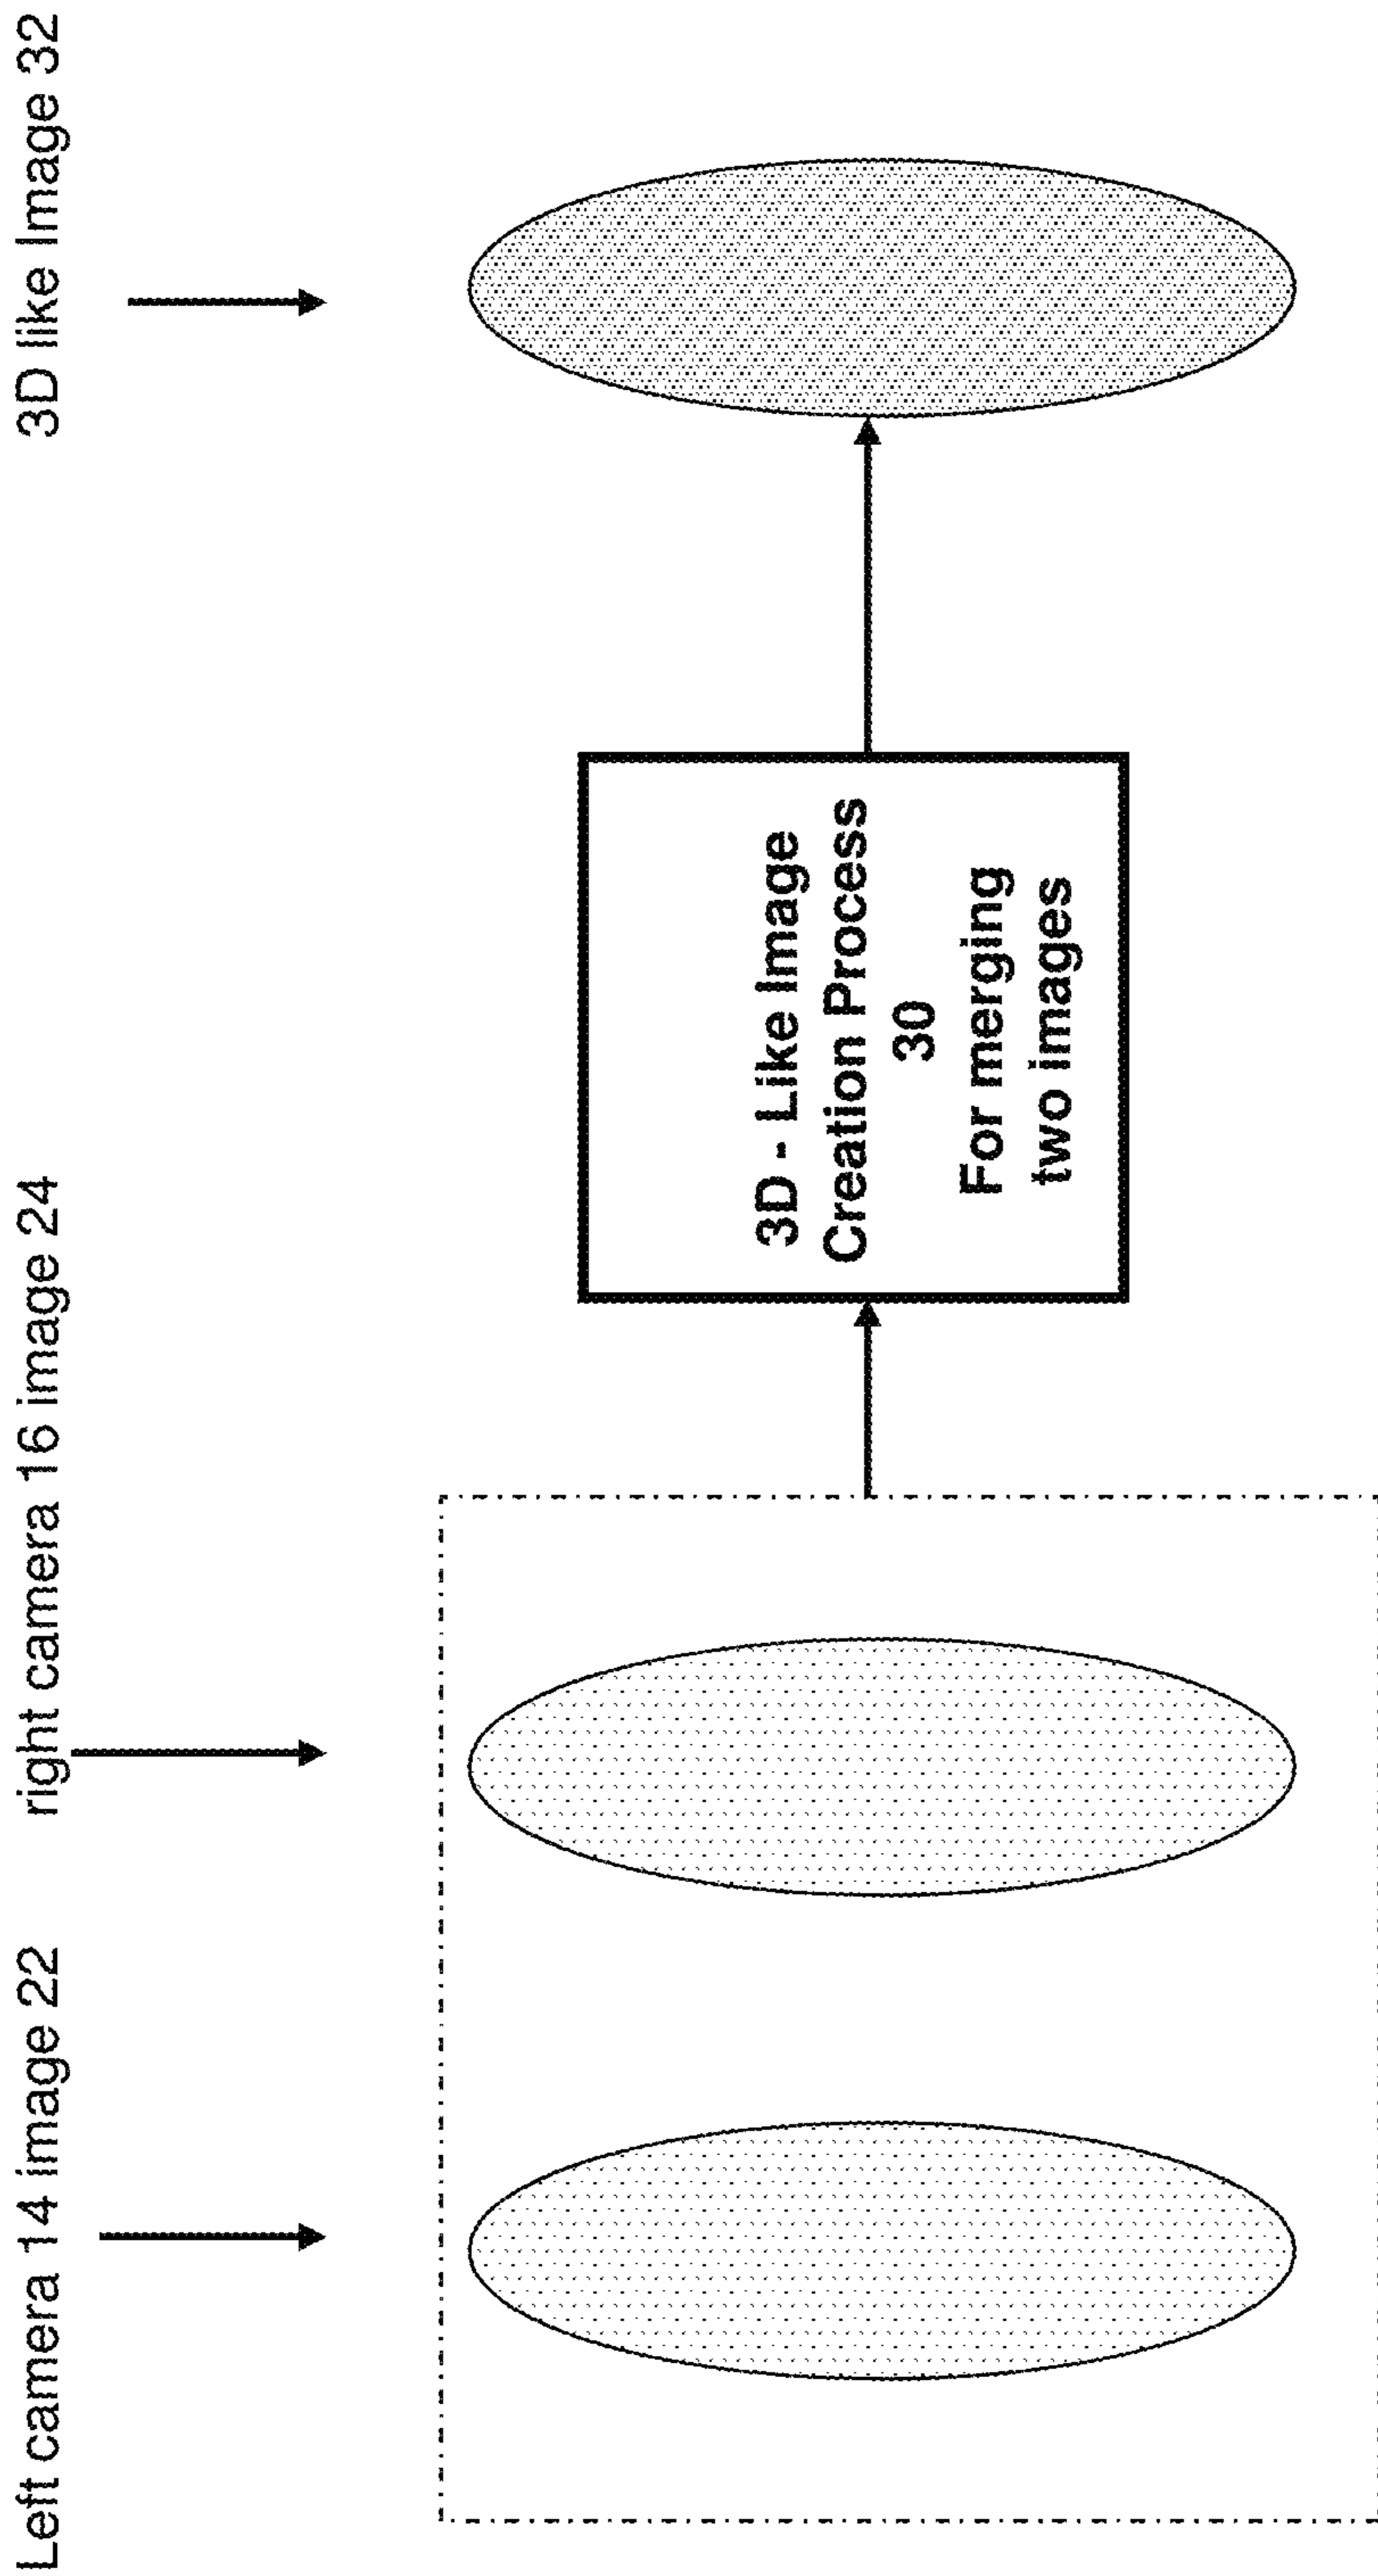 Left camera 14 image 22
right camera 16 image 24
3D like Image 32
3D - Like Image
Creation Process
30
For merging
two images